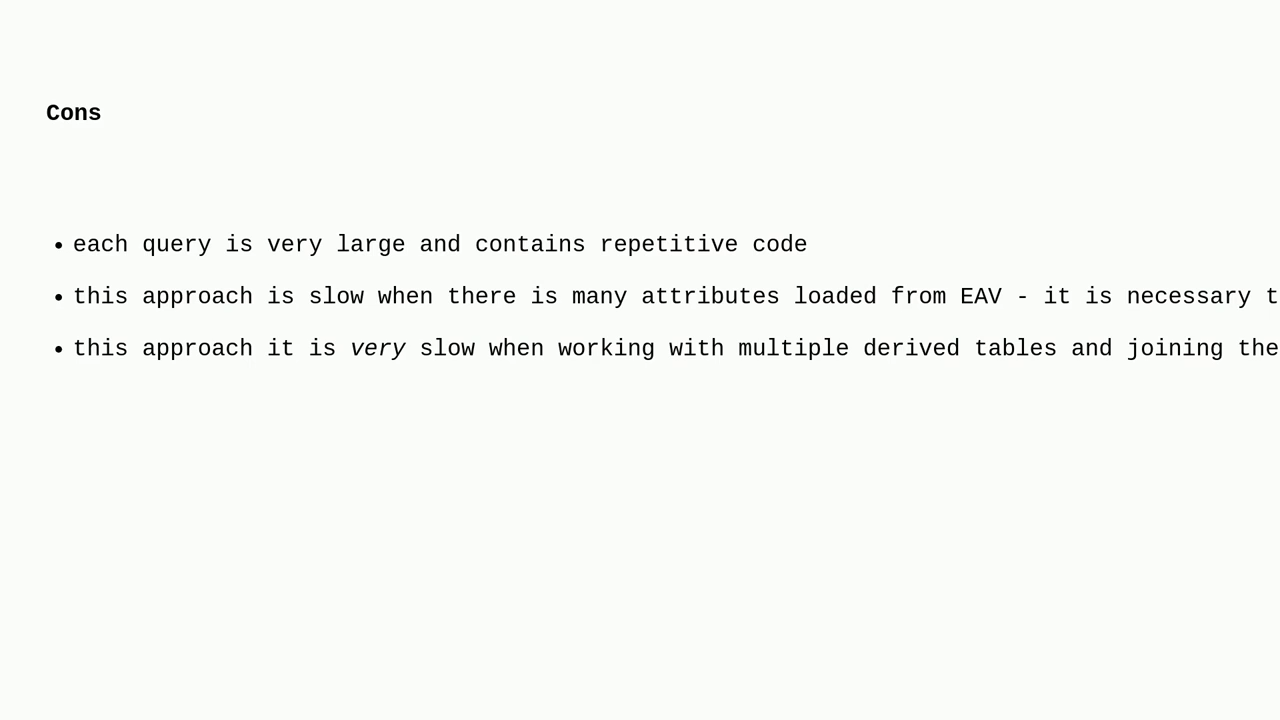 Cons
• each query is very large and contains repetitive code
• this approach is slow when there is many attributes loaded from EAV - it is necessary
• this approach it is very slow when working with multiple derived tables and joining